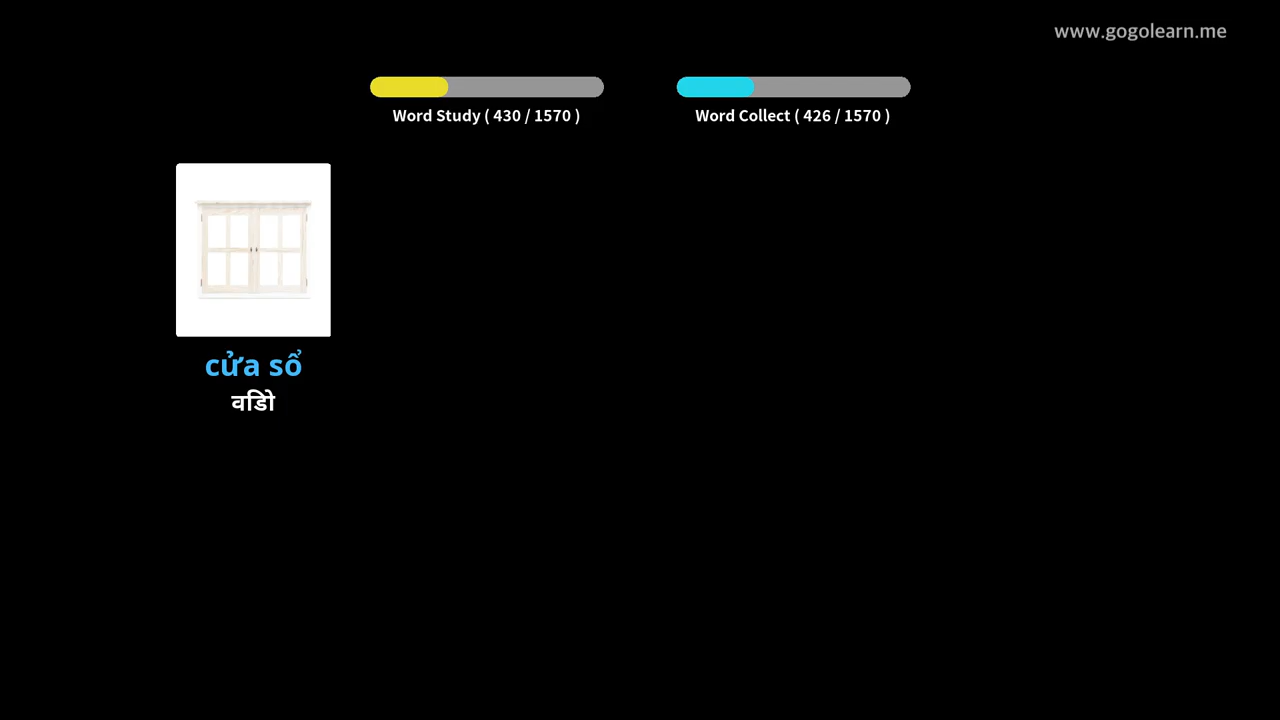 www.gogolearn.me
Word Study ( 430 / 1570 )
Word Collect ( 426 / 1570 )
cửa sổ
विंडो